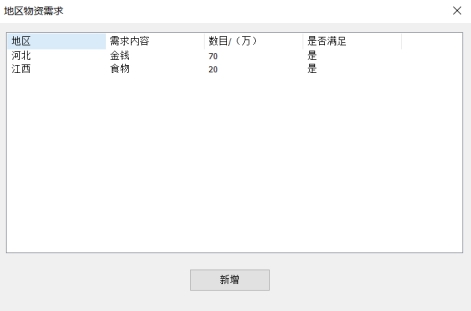 地区物资需求
地区 需求内容 数目/（万） 是否满足
河北 金钱 70 是
江西 食物 20 是
新增